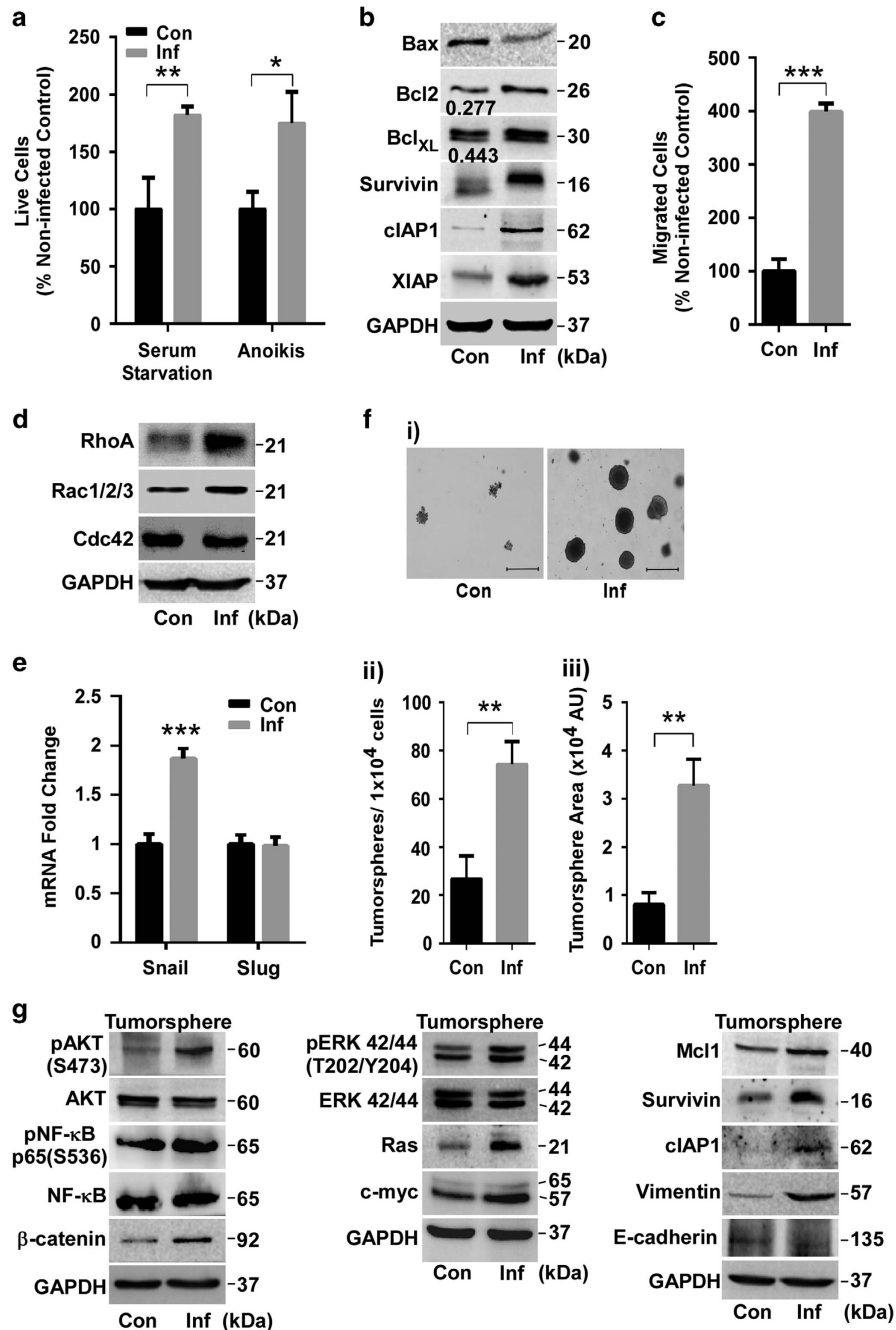 a
Con
Inf
Live Cells
(% Non-infected Control)
250
200
150
100
50
0
**
*
Serum
Starvation
Anoikis
b
Bax
20
Bcl2
26
0.277
BclXL
30
0.443
Survivin
16
cIAP1
62
XIAP
53
GAPDH
37
Con Inf (kDa)
c
Migrated Cells
(% Non-infected Control)
500
400
300
200
100
0
***
Con
Inf
d
RhoA
21
Rac1/2/3
21
Cdc42
21
GAPDH
37
Con Inf (kDa)
e
Con
Inf
mRNA Fold Change
2.5
2
1.5
1
0.5
0
***
Snail
Slug
f
i)
Con
Inf
ii)
Tumorspheres/ 1x10⁴ cells
100
80
60
40
20
0
**
Con
Inf
iii)
Tumorsphere Area (x10⁴ AU)
5
4
3
2
1
0
**
Con
Inf
g
Tumorsphere
pAKT
(S473)
60
AKT
60
pNF-κB
p65(S536)
65
NF-κB
65
β-catenin
92
GAPDH
37
Con Inf (kDa)
Tumorsphere
pERK 42/44
(T202/Y204)
44
42
ERK 42/44
44
42
Ras
21
c-myc
65
57
GAPDH
37
Con Inf (kDa)
Tumorsphere
Mcl1
40
Survivin
16
cIAP1
62
Vimentin
57
E-cadherin
135
GAPDH
37
Con Inf (kDa)